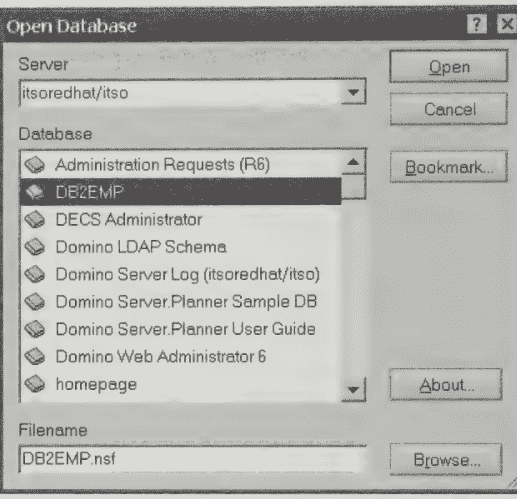 Open Database
Server
itsoredhat/itso
Open
Cancel
Database
Administration Requests (R6)
DB2EMP
DECS Administrator
Domino LDAP Schema
Domino Server Log (itsoredhat/itso)
Domino Server.Planner Sample DB
Domino Server.Planner User Guide
Domino Web Administrator 6
homepage
Bookmark...
About...
Filename
DB2EMP.nsf
Browse...